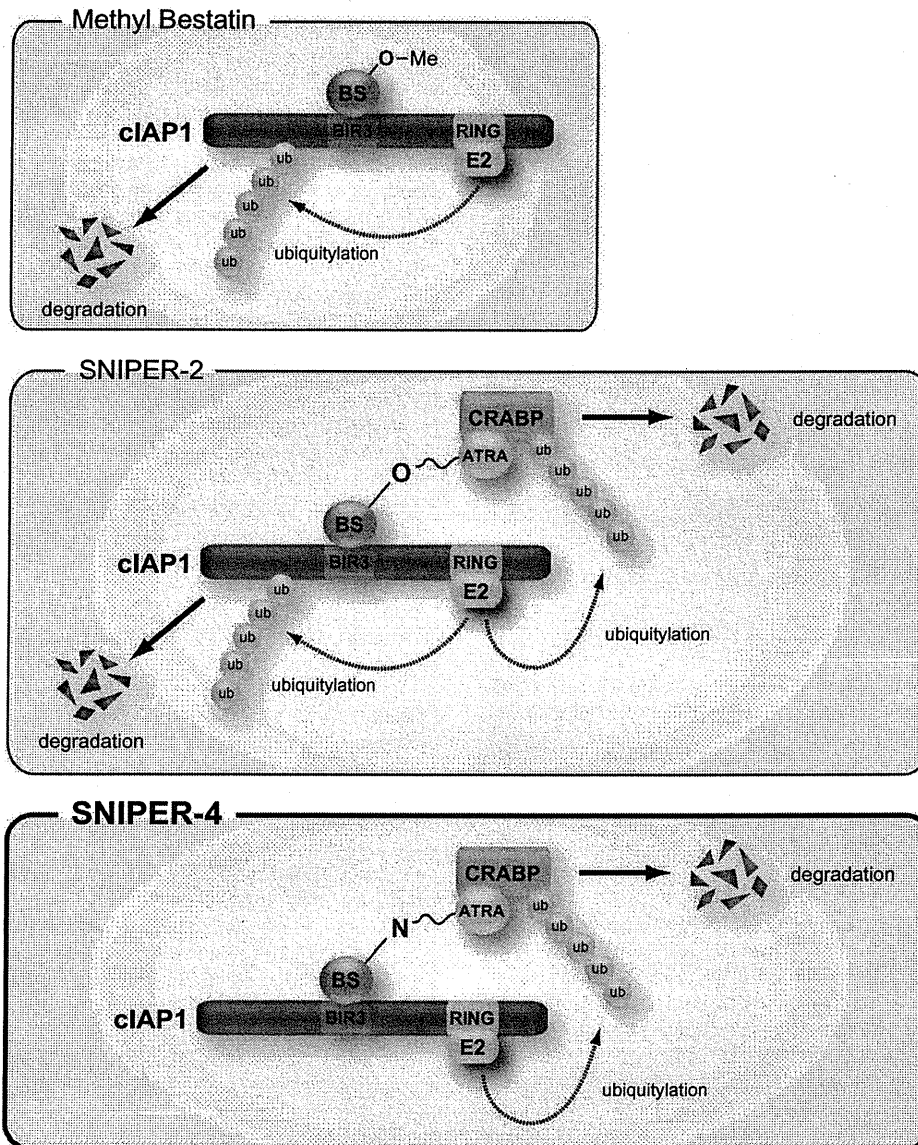 Methyl Bestatin
O–Me
BS
cIAP1
BIR3
RING
E2
ub
ub
ub
ub
ub
ubiquitylation
degradation
SNIPER-2
CRABP
degradation
ATRA
ub
O
ub
ub
BS
ub
ub
cIAP1
BIR3
RING
E2
ub
ub
ub
ubiquitylation
ub
ubiquitylation
ub
degradation
SNIPER-4
CRABP
degradation
ATRA
ub
N
ub
ub
BS
ub
ub
cIAP1
BIR3
RING
E2
ubiquitylation